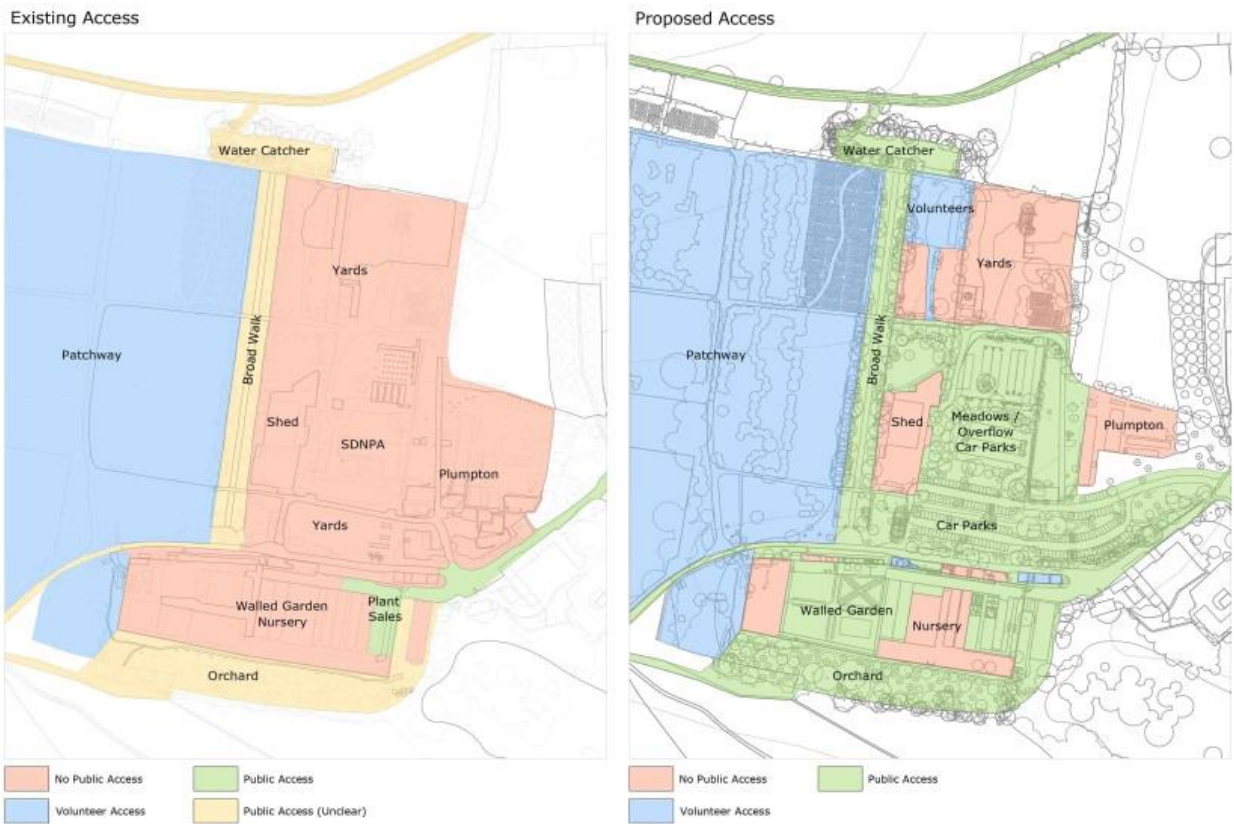 Existing Access
Water Catcher
Yards
Broad Walk
Patchway
Shed
SDNPA
Plumpton
Yards
Walled Garden
Nursery
Plant
Sales
Orchard
No Public Access
Public Access
Volunteer Access
Public Access (Unclear)
Proposed Access
Water Catcher
Volunteers
Yards
Broad Walk
Patchway
Shed
Meadows /
Overflow
Car Parks
Plumpton
Car Parks
Walled Garden
Nursery
Orchard
No Public Access
Public Access
Volunteer Access